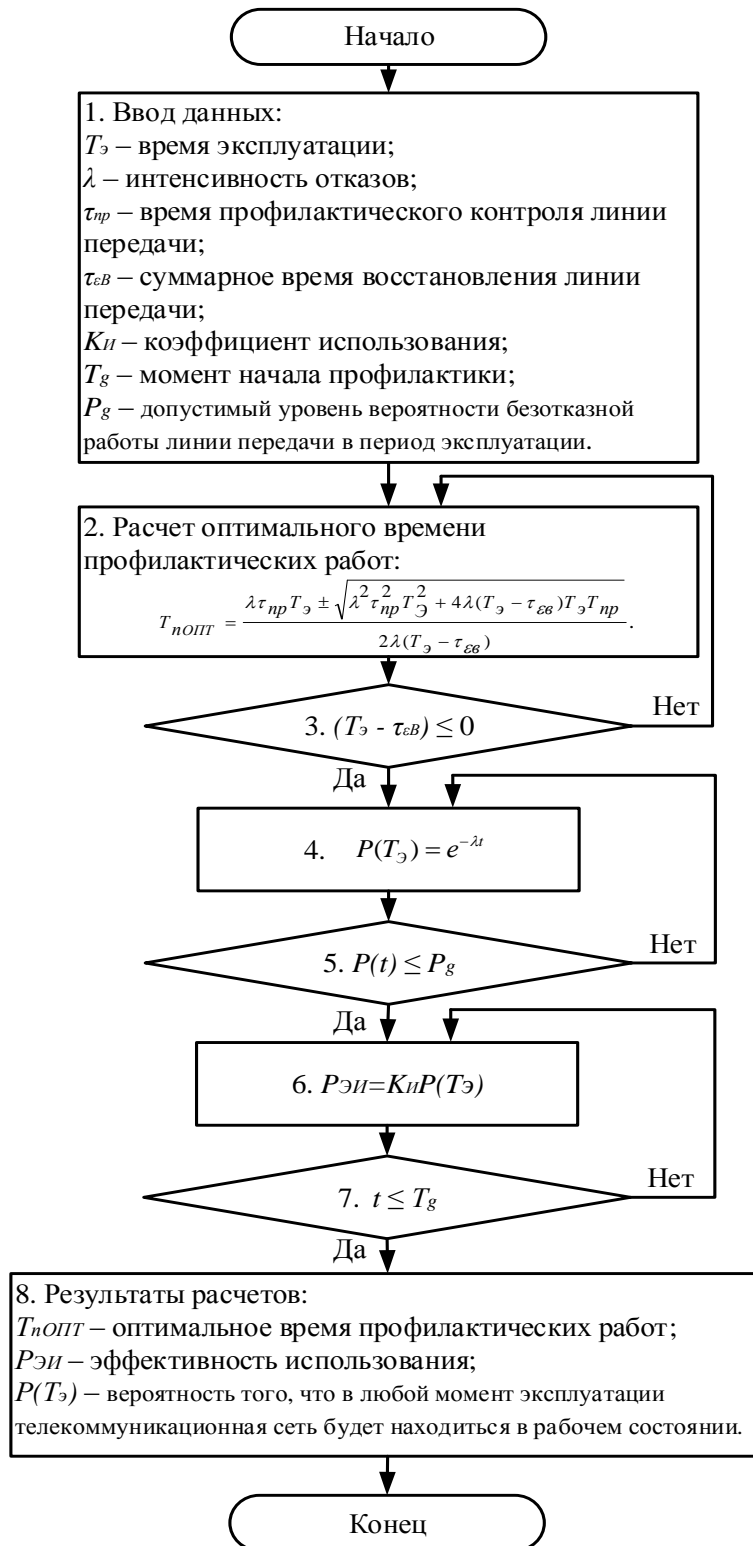 Начало
1. Ввод данных:
Tэ – время эксплуатации;
λ – интенсивность отказов;
τпр – время профилактического контроля линии
передачи;
τεВ – суммарное время восстановления линии
передачи;
KИ – коэффициент использования;
Tg – момент начала профилактики;
Pg – допустимый уровень вероятности безотказной
работы линии передачи в период эксплуатации.
2. Расчет оптимального времени
профилактических работ:
TпОПТ = (λτпрTэ ± √(λ²τ²прT²Э + 4λ(Tэ – τεв)TэTпр)) / (2λ(Tэ – τεв)).
3. (Tэ - τεВ) ≤ 0
Нет
Да
4. P(TЭ) = e^(–λt)
5. P(t) ≤ Pg
Нет
Да
6. PЭИ=KИP(Tэ)
7. t ≤ Tg
Нет
Да
8. Результаты расчетов:
TпОПТ – оптимальное время профилактических работ;
PЭИ – эффективность использования;
P(Tэ) – вероятность того, что в любой момент эксплуатации
телекоммуникационная сеть будет находиться в рабочем состоянии.
Конец